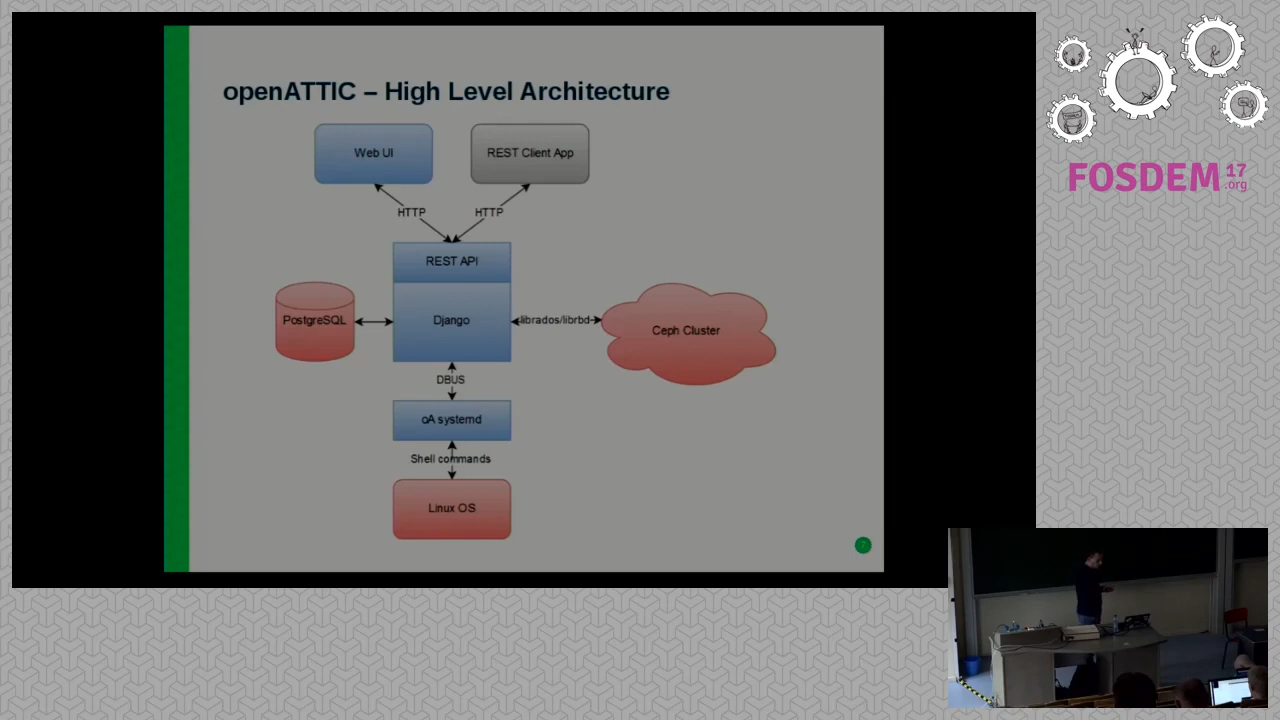 openATTIC – High Level Architecture
Web UI
REST Client App
HTTP
HTTP
REST API
PostgreSQL
Django
librados/librbd
Ceph Cluster
DBUS
oA systemd
Shell commands
Linux OS
7
FOSDEM 17
.org